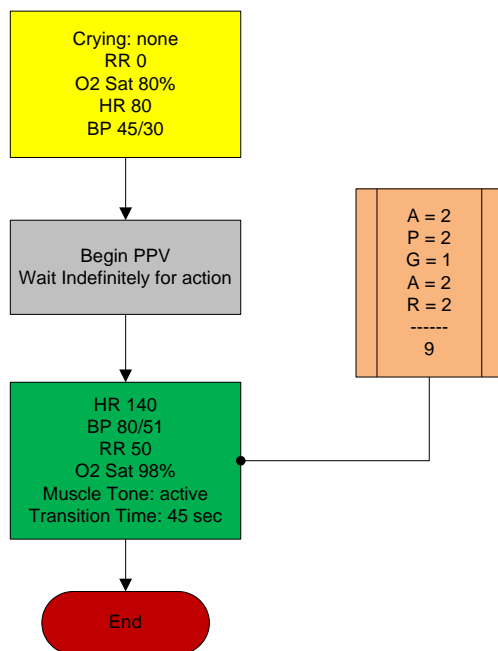 Crying: none
RR 0
O2 Sat 80%
HR 80
BP 45/30
Begin PPV
Wait Indefinitely for action
A = 2
P = 2
G = 1
A = 2
R = 2
------
9
HR 140
BP 80/51
RR 50
O2 Sat 98%
Muscle Tone: active
Transition Time: 45 sec
End